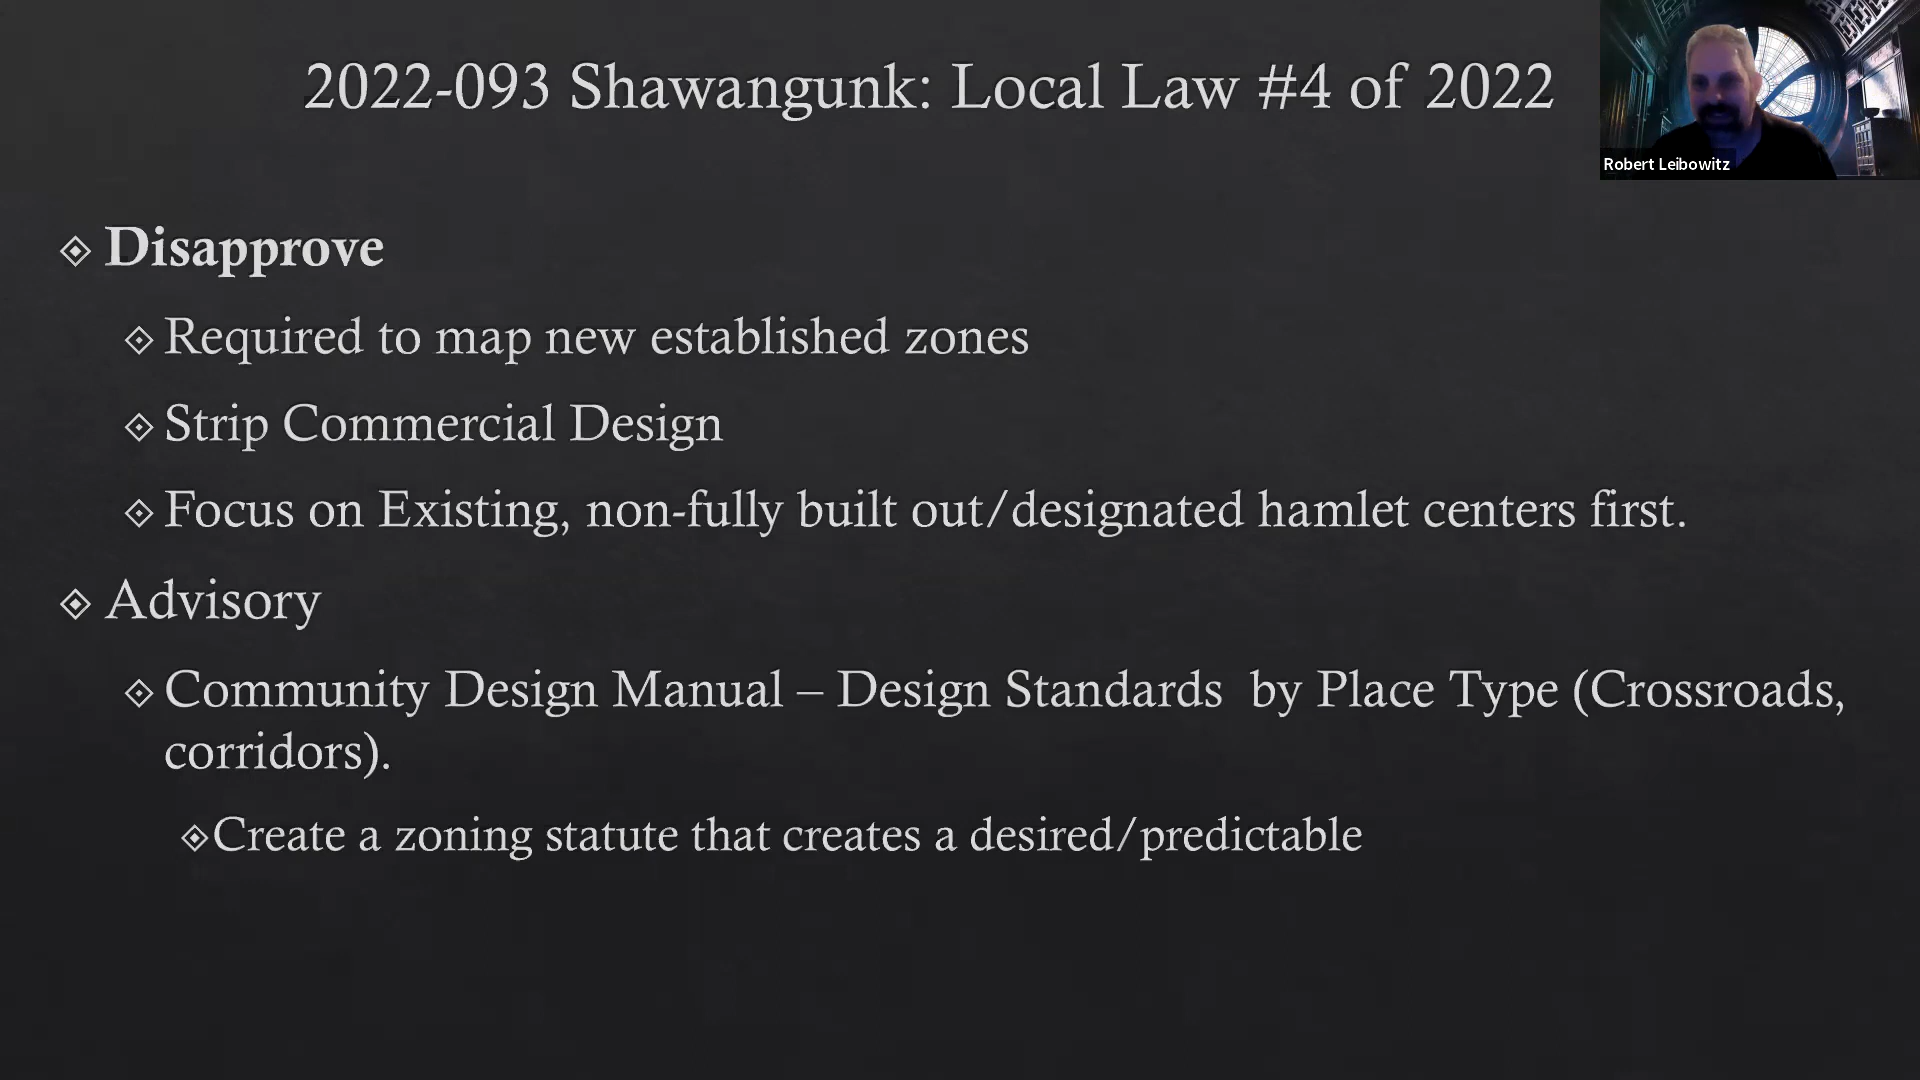 2022-093 Shawangunk: Local Law #4 of 2022
Robert Leibowitz
Disapprove
Required to map new established zones
Strip Commercial Design
Focus on Existing, non-fully built out/designated hamlet centers first.
Advisory
Community Design Manual – Design Standards by Place Type (Crossroads,
corridors).
Create a zoning statute that creates a desired/predictable